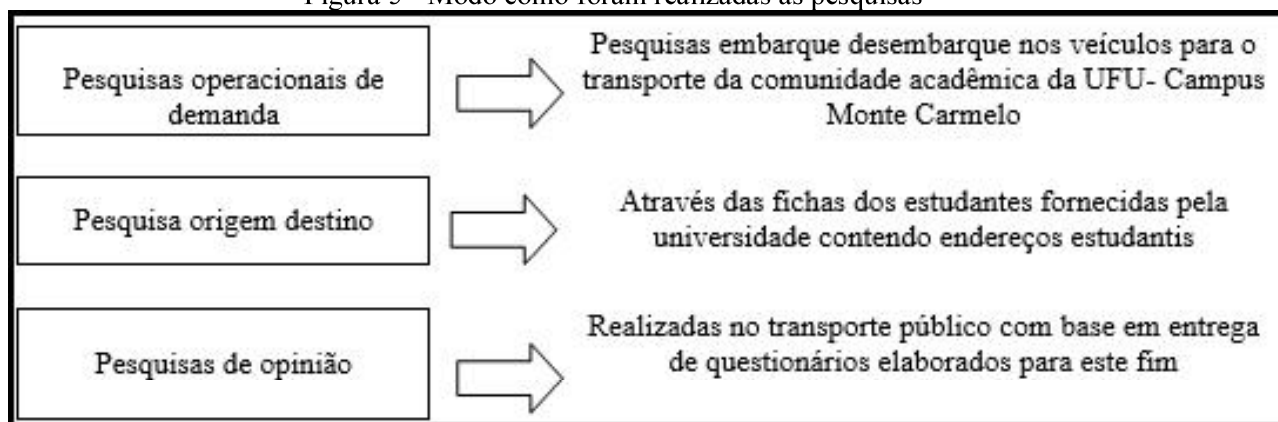 Figura 5 - Modo como foram realizadas as pesquisas
Pesquisas operacionais de
demanda
Pesquisas embarque desembarque nos veículos para o
transporte da comunidade acadêmica da UFU- Campus
Monte Carmelo
Pesquisa origem destino
Através das fichas dos estudantes fornecidas pela
universidade contendo endereços estudantis
Pesquisas de opinião
Realizadas no transporte público com base em entrega
de questionários elaborados para este fim